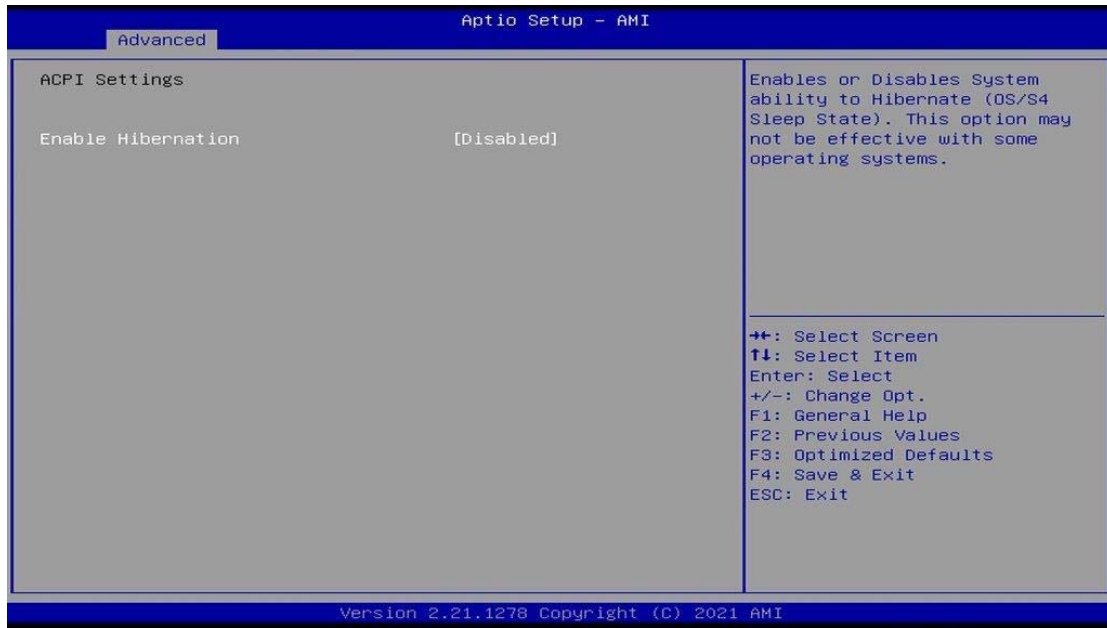 Aptio Setup – AMI
Advanced
ACPI Settings
Enable Hibernation [Disabled]
Enables or Disables System
ability to Hibernate (OS/S4
Sleep State). This option may
not be effective with some
operating systems.
→←: Select Screen
↑↓: Select Item
Enter: Select
+/-: Change Opt.
F1: General Help
F2: Previous Values
F3: Optimized Defaults
F4: Save & Exit
ESC: Exit
Version 2.21.1278 Copyright (C) 2021 AMI